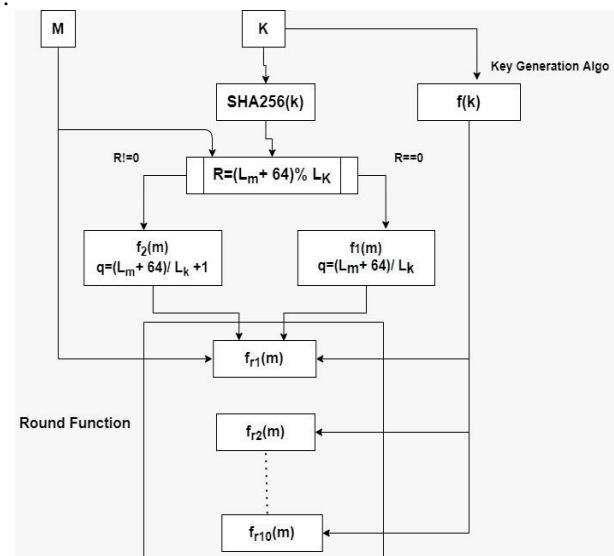 .
M
K
Key Generation Algo
SHA256(k)
f(k)
R!=0
R==0
R=(Lm+ 64)% LK
f2(m)
q=(Lm+ 64)/ Lk +1
f1(m)
q=(Lm+ 64)/ Lk
fr1(m)
Round Function
fr2(m)
fr10(m)